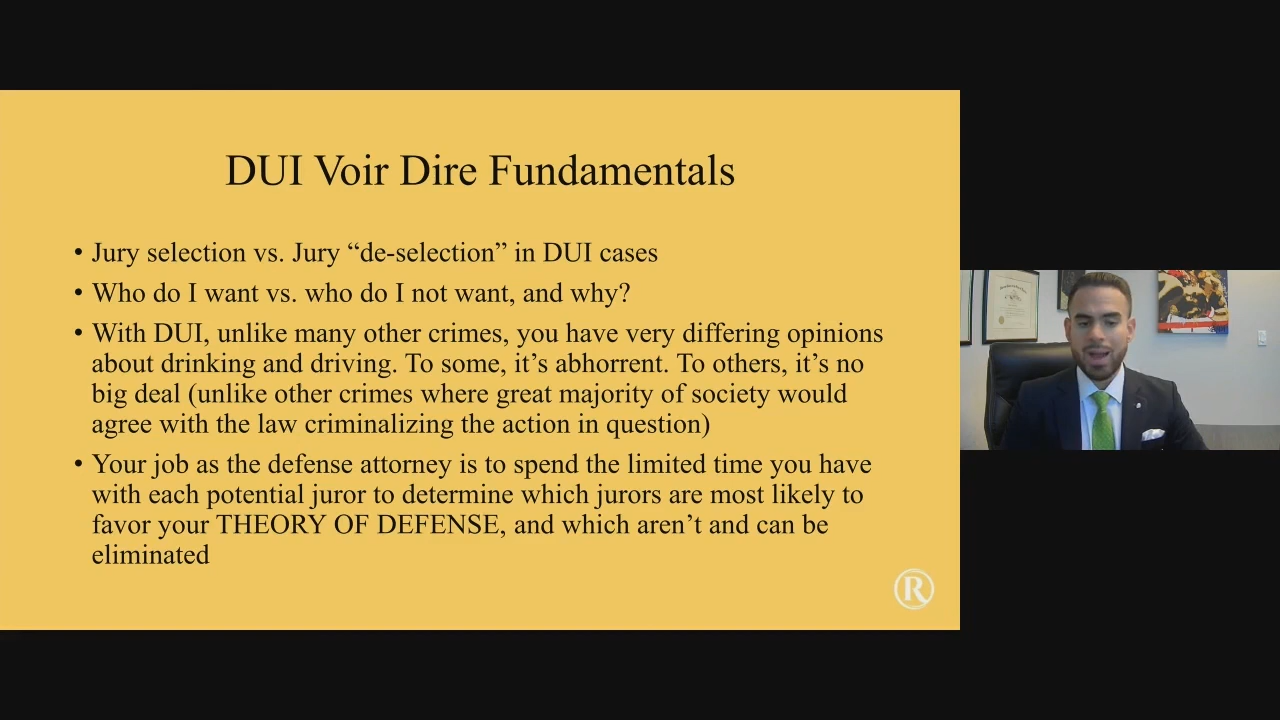 DUI Voir Dire Fundamentals
• Jury selection vs. Jury “de-selection” in DUI cases
• Who do I want vs. who do I not want, and why?
• With DUI, unlike many other crimes, you have very differing opinions
about drinking and driving. To some, it’s abhorrent. To others, it’s no
big deal (unlike other crimes where great majority of society would
agree with the law criminalizing the action in question)
• Your job as the defense attorney is to spend the limited time you have
with each potential juror to determine which jurors are most likely to
favor your THEORY OF DEFENSE, and which aren’t and can be
eliminated
R